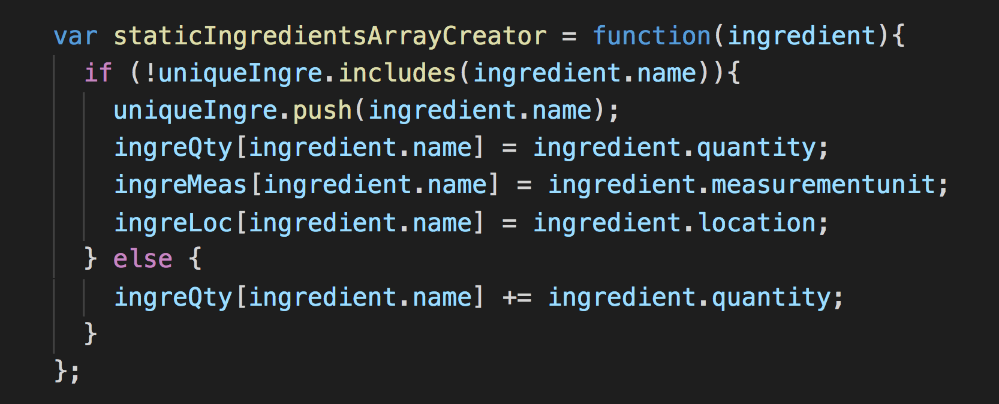 var staticIngredientsArrayCreator = function(ingredient){
  if (!uniqueIngre.includes(ingredient.name)){
    uniqueIngre.push(ingredient.name);
    ingreQty[ingredient.name] = ingredient.quantity;
    ingreMeas[ingredient.name] = ingredient.measurementunit;
    ingreLoc[ingredient.name] = ingredient.location;
  } else {
    ingreQty[ingredient.name] += ingredient.quantity;
  }
};